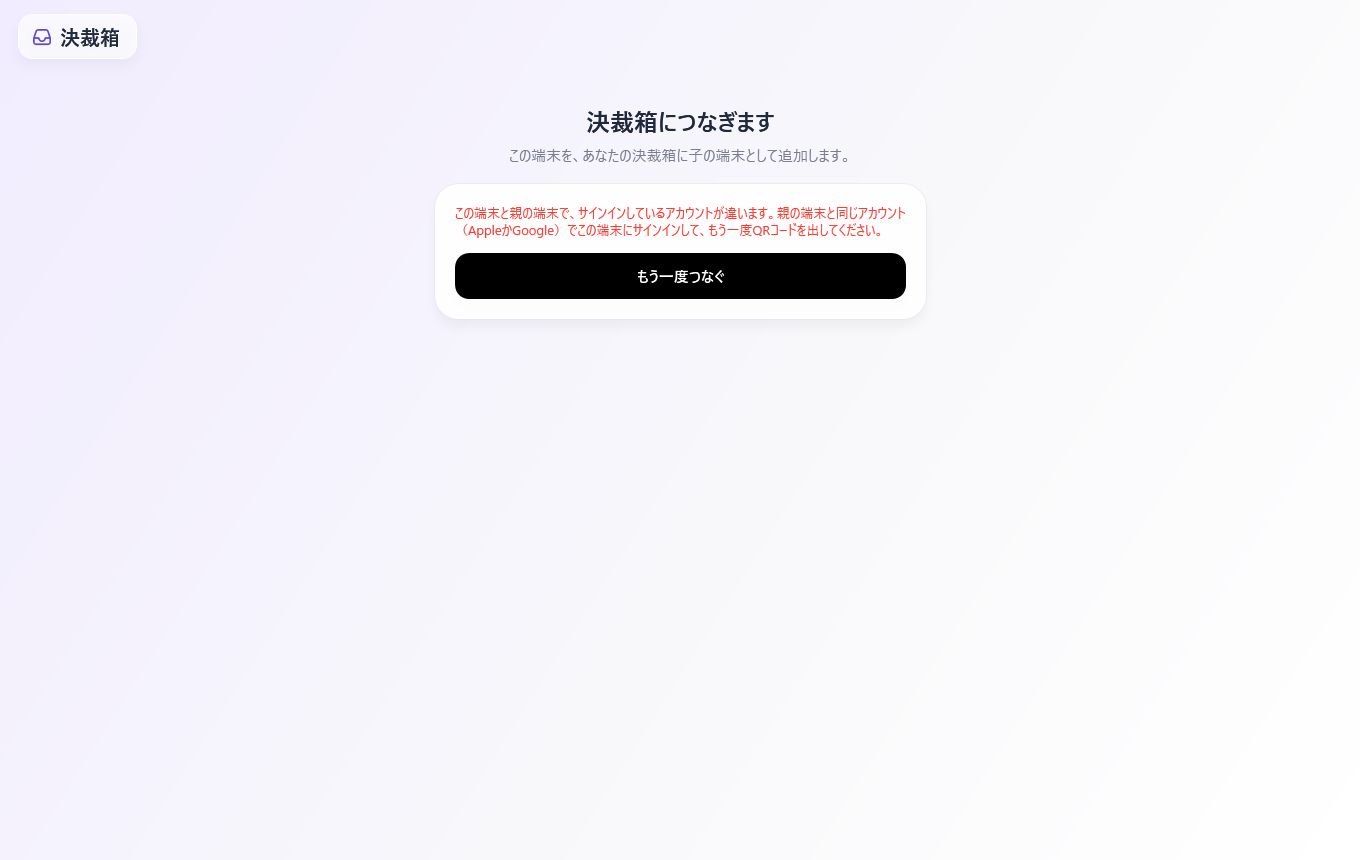 決裁箱
決裁箱につなぎます
この端末を、あなたの決裁箱に子の端末として追加します。
この端末と親の端末で、サインインしているアカウントが違います。親の端末と同じアカウント
（AppleかGoogle）でこの端末にサインインして、もう一度QRコードを出してください。
もう一度つなぐ